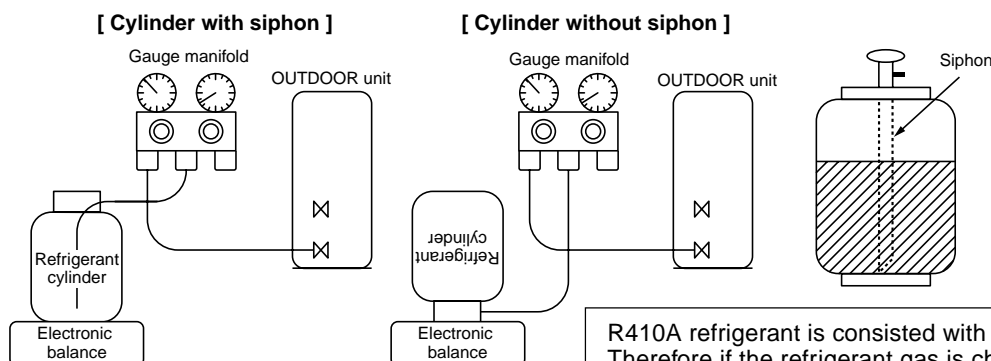 [ Cylinder with siphon ]
Gauge manifold
OUTDOOR unit
Refrigerant
cylinder
Electronic
balance
[ Cylinder without siphon ]
Gauge manifold
OUTDOOR unit
Refrigerant
cylinder
Electronic
balance
Siphon
R410A refrigerant is consisted with
Therefore if the refrigerant gas is